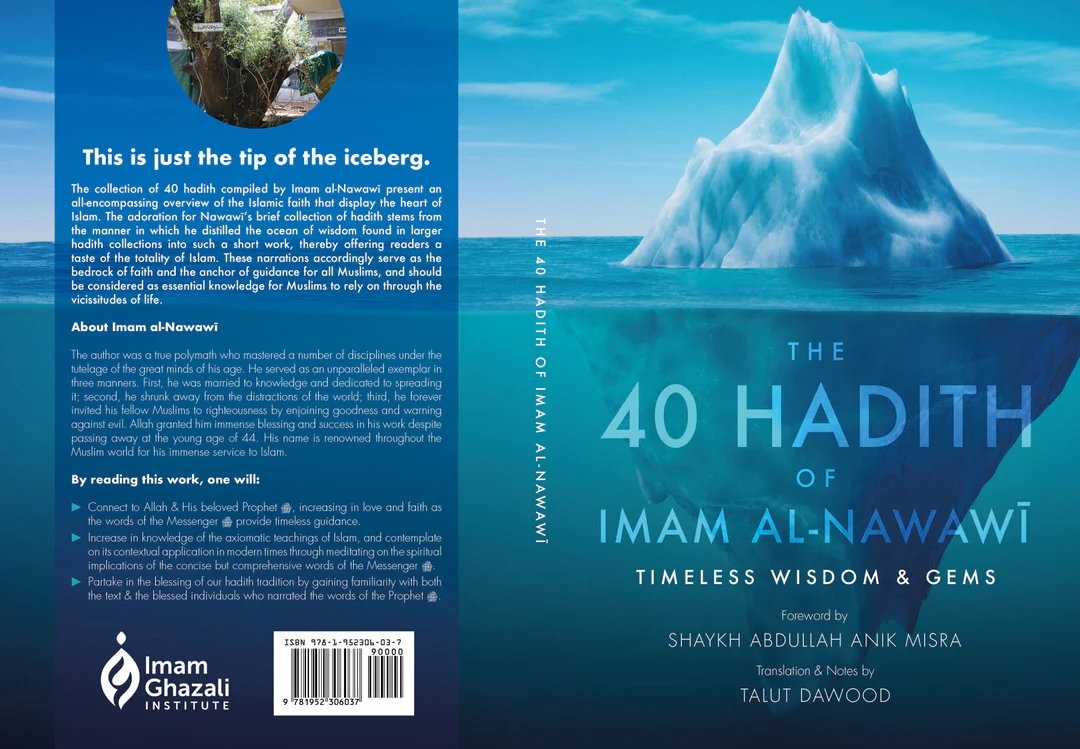 This is just the tip of the iceberg.
The collection of 40 hadith compiled by Imam al-Nawawī present an
all-encompassing overview of the Islamic faith that display the heart of
Islam. The adoration for Nawawī's brief collection of hadith stems from
the manner in which he distilled the ocean of wisdom found in larger
hadith collections into such a short work, thereby offering readers a
taste of the totality of Islam. These narrations accordingly serve as the
bedrock of faith and the anchor of guidance for all Muslims, and should
be considered as essential knowledge for Muslims to rely on through the
vicissitudes of life.
About Imam al-Nawawī
The author was a true polymath who mastered a number of disciplines under the
tutelage of the great minds of his age. He served as an unparalleled exemplar in
three manners. First, he was married to knowledge and dedicated to spreading
it; second, he shrunk away from the distractions of the world; third, he forever
invited his fellow Muslims to righteousness by enjoining goodness and warning
against evil. Allah granted him immense blessing and success in his work despite
passing away at the young age of 44. His name is renowned throughout the
Muslim world for his immense service to Islam.
By reading this work, one will:
Connect to Allah & His beloved Prophet ﷺ, increasing in love and faith as
the words of the Messenger ﷺ provide timeless guidance.
Increase in knowledge of the axiomatic teachings of Islam, and contemplate
on its contextual application in modern times through meditating on the spiritual
implications of the concise but comprehensive words of the Messenger ﷺ.
Partake in the blessing of our hadith tradition by gaining familiarity with both
the text & the blessed individuals who narrated the words of the Prophet ﷺ.
Imam
Ghazali
INSTITUTE
ISBN 978-1-952306-03-7
90000
9 781952 306037
THE 40 HADITH OF IMAM AL-NAWAWĪ
THE
40 HADITH
OF
IMAM AL-NAWAWĪ
TIMELESS WISDOM & GEMS
Foreword by
SHAYKH ABDULLAH ANIK MISRA
Translation & Notes by
TALUT DAWOOD